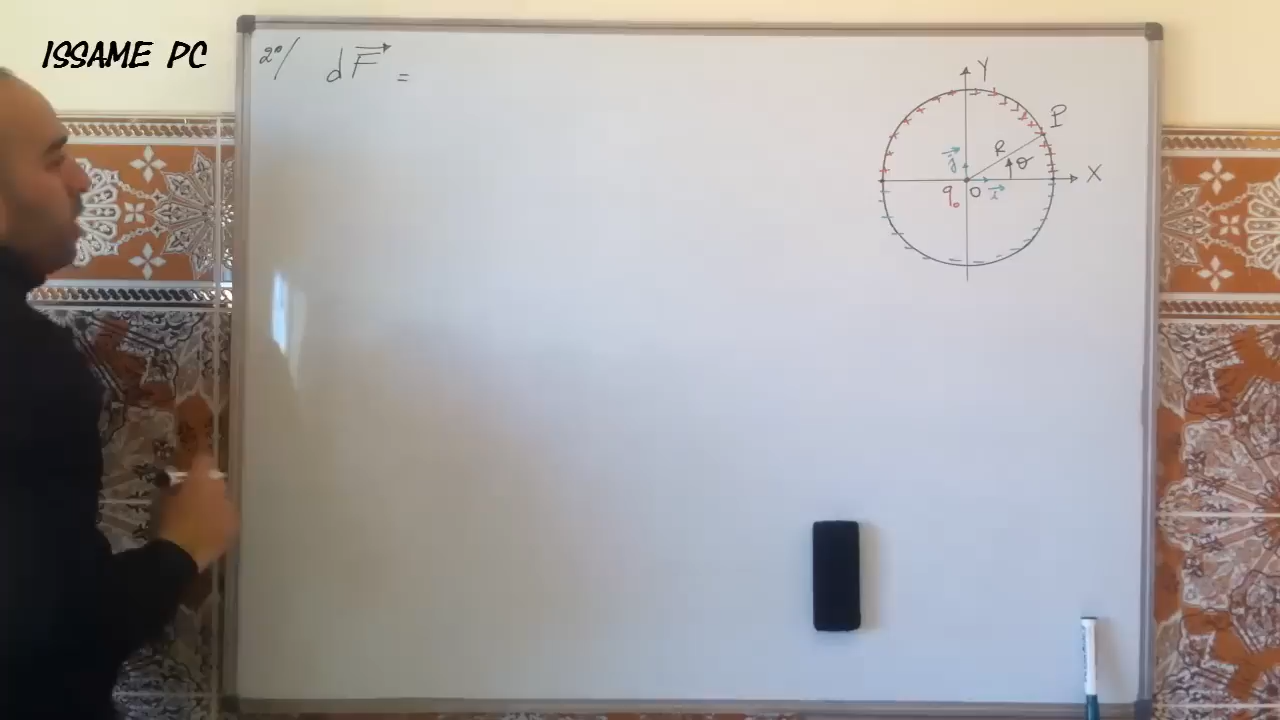 ISSAME PC
2°/ dF⃗ =
Y
P
R
j⃗
θ
X
q₀ O i⃗